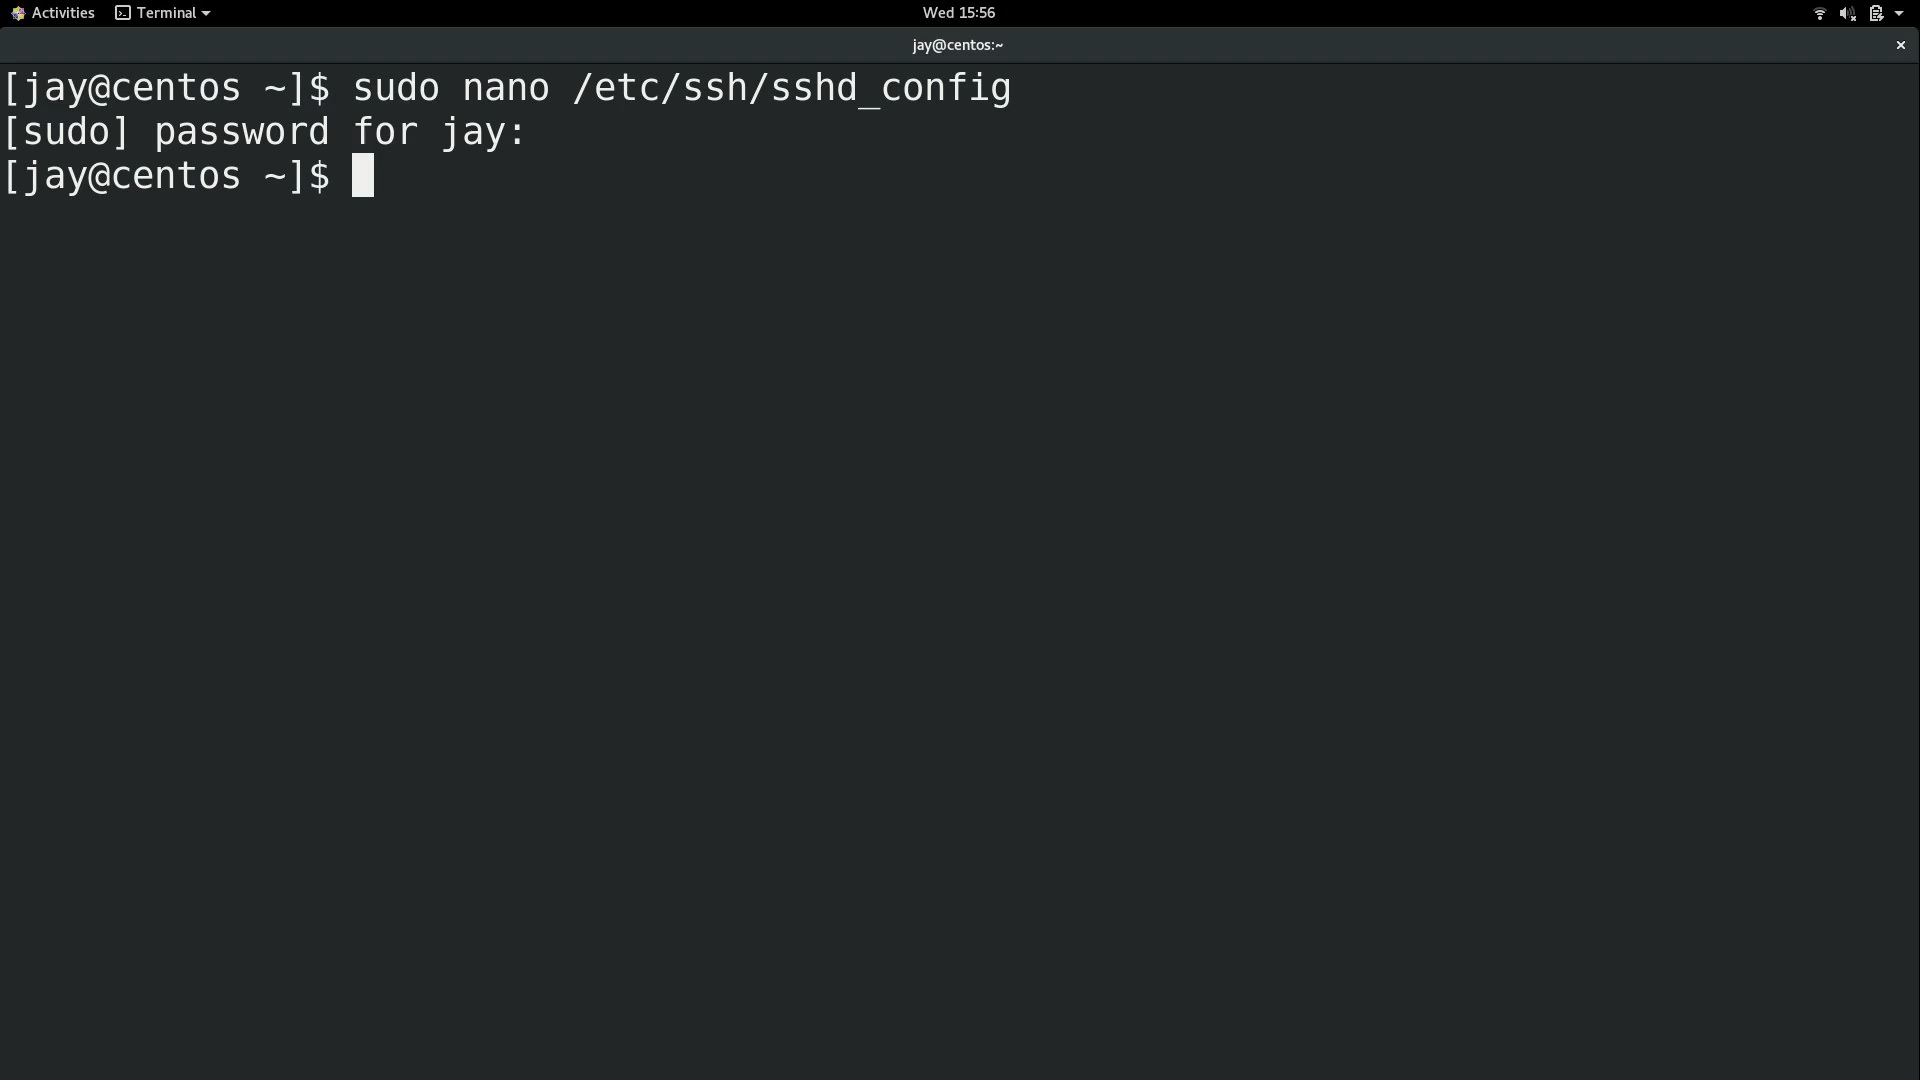 Activities Terminal Wed 15:56
jay@centos:~
[jay@centos ~]$ sudo nano /etc/ssh/sshd_config
[sudo] password for jay:
[jay@centos ~]$